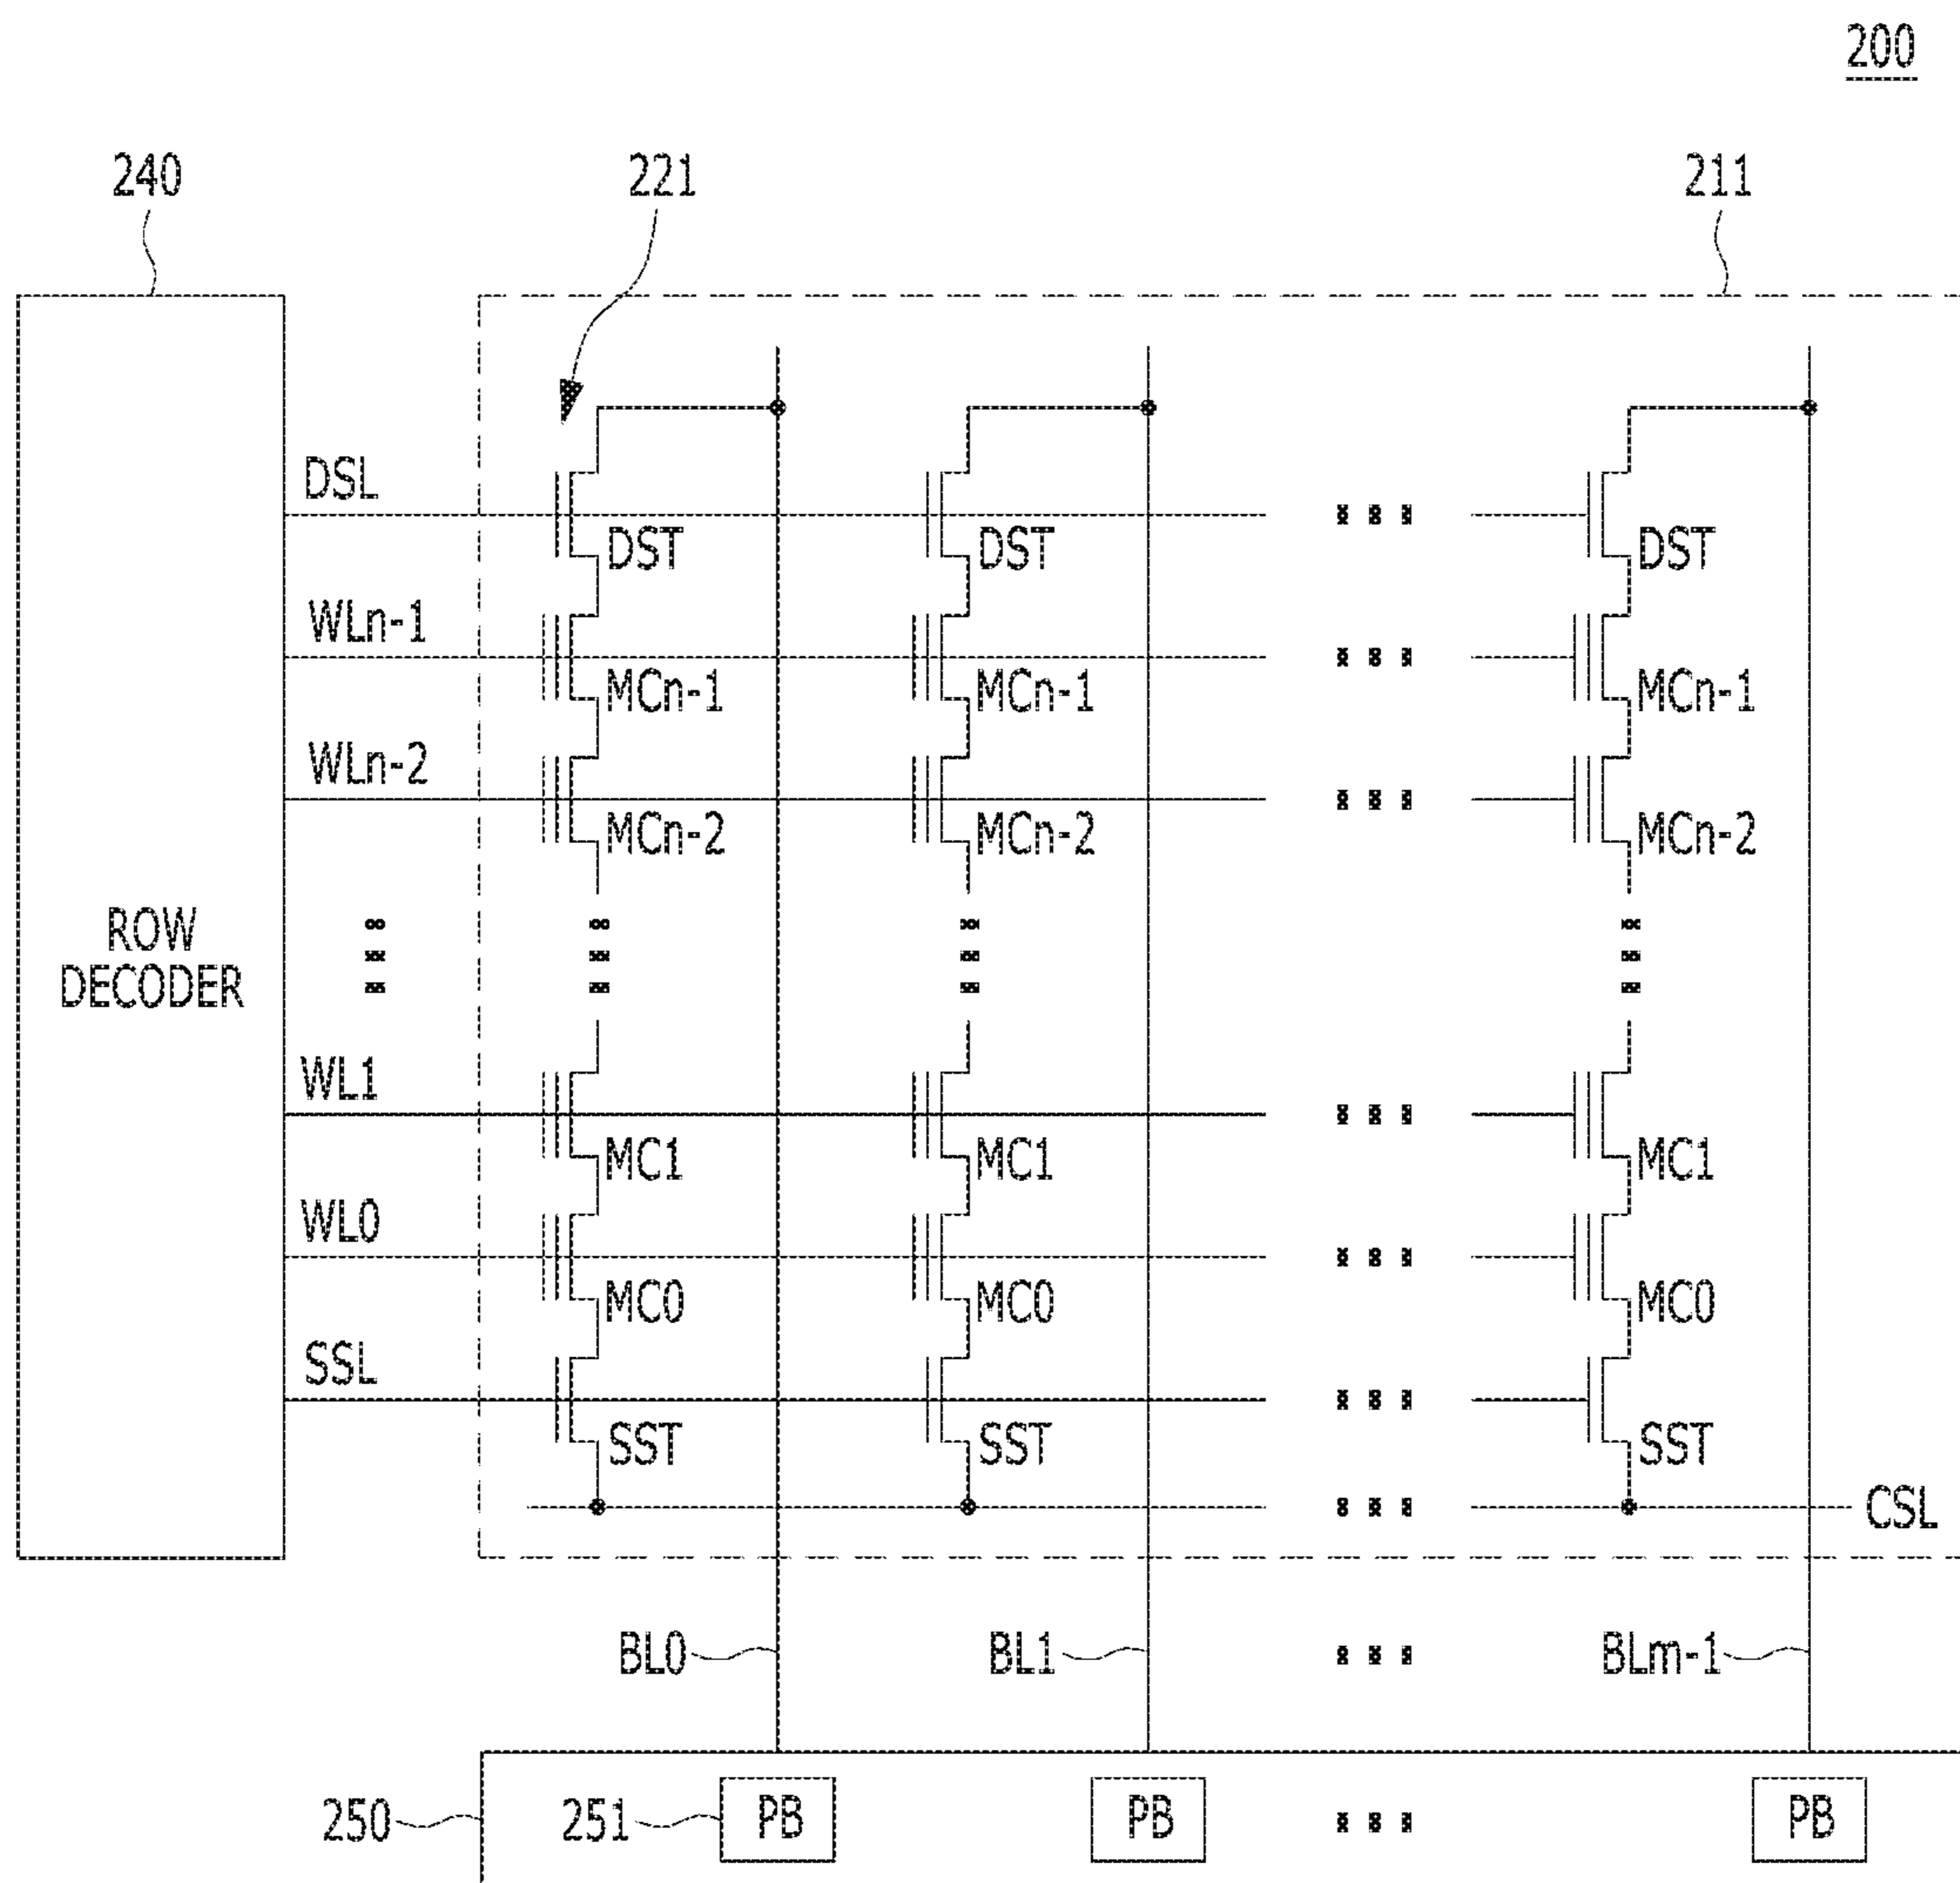 200
240 221 211
DSL
DST DST DST
WLn-1
MCn-1 MCn-1 MCn-1
WLn-2
MCn-2 MCn-2 MCn-2
ROW
DECODER
WL1
MC1 MC1 MC1
WL0
MC0 MC0 MC0
SSL
SST SST SST
CSL
BL0 BL1 BLm-1
250 251 PB PB PB